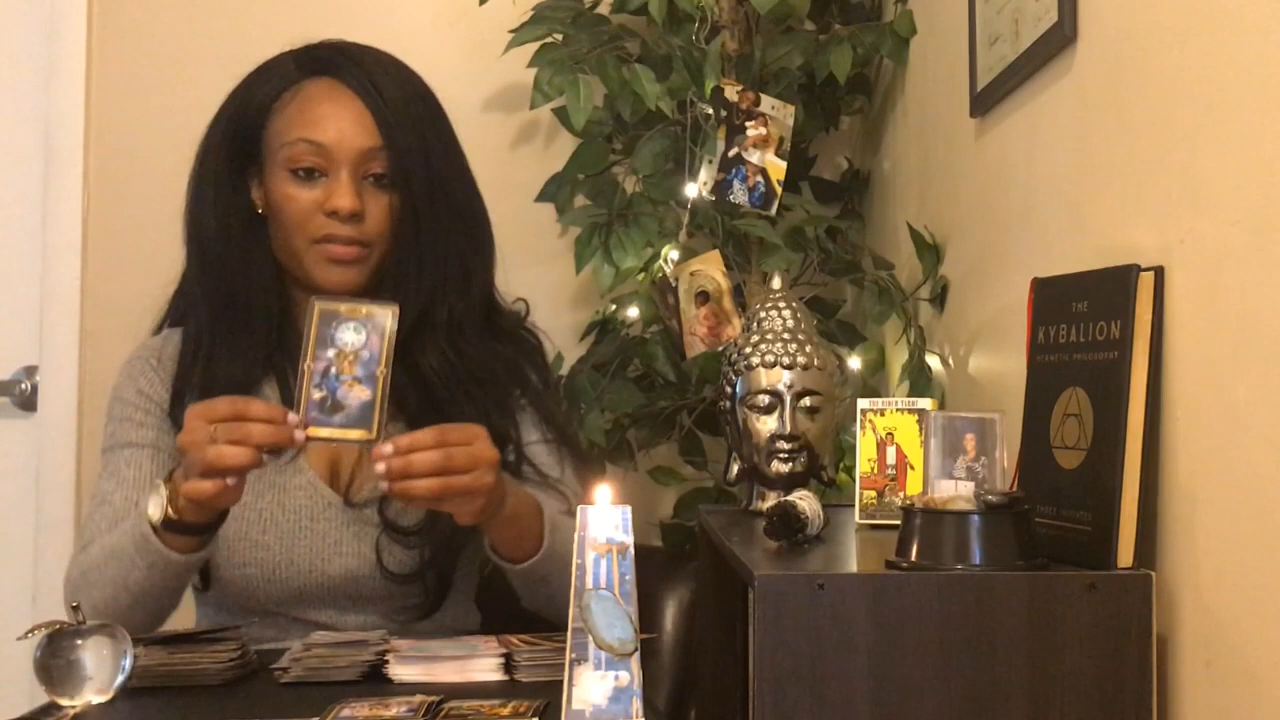 THE RIDER TAROT
THE
KYBALION
HERMETIC PHILOSOPHY
THREE INITIATES